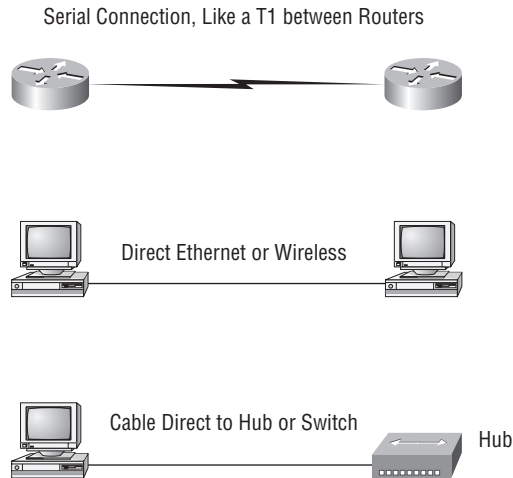 Serial Connection, Like a T1 between Routers
Direct Ethernet or Wireless
Cable Direct to Hub or Switch
Hub